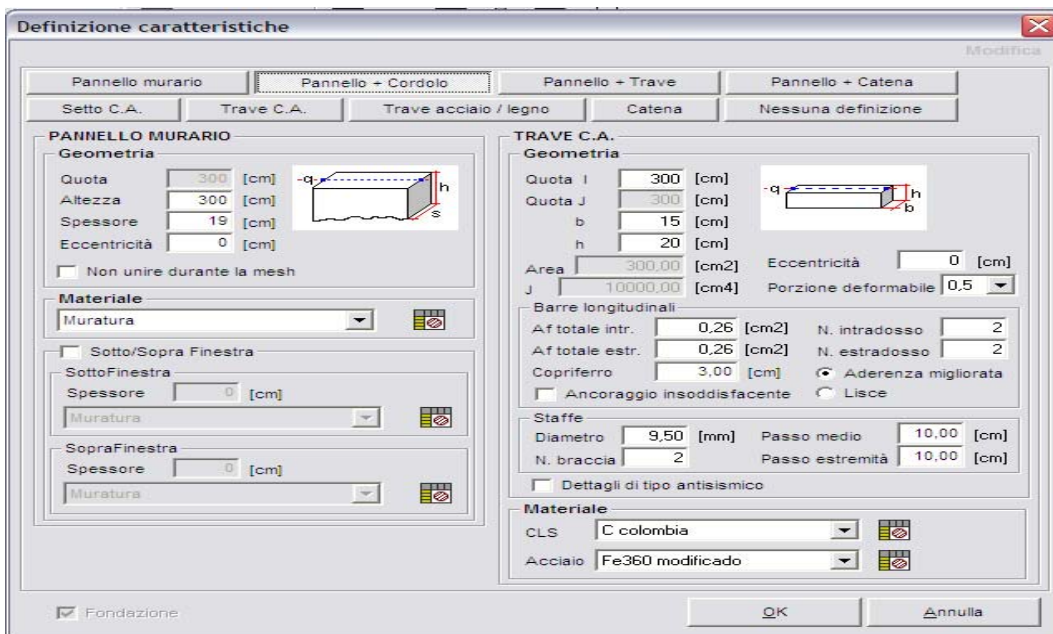 Definizione caratteristiche
Modifica
Pannello murario
Pannello + Cordolo
Pannello + Trave
Pannello + Catena
Setto C.A.
Trave C.A.
Trave acciaio / legno
Catena
Nessuna definizione
PANNELLO MURARIO
Geometria
Quota 300 [cm]
Altezza 300 [cm]
Spessore 19 [cm]
Eccentricità 0 [cm]
q h s
Non unire durante la mesh
Materiale
Muratura
Sotto/Sopra Finestra
SottoFinestra
Spessore 0 [cm]
Muratura
SopraFinestra
Spessore 0 [cm]
Muratura
TRAVE C.A.
Geometria
Quota I 300 [cm]
Quota J 300 [cm]
b 15 [cm]
h 20 [cm]
q h b
Area 300,00 [cm2]
Eccentricità 0 [cm]
J 10000,00 [cm4]
Porzione deformabile 0,5
Barre longitudinali
Af totale intr. 0,26 [cm2]
N. intradosso 2
Af totale estr. 0,26 [cm2]
N. estradosso 2
Copriferro 3,00 [cm]
Aderenza migliorata
Ancoraggio insoddisfacente
Lisce
Staffe
Diametro 9,50 [mm]
Passo medio 10,00 [cm]
N. braccia 2
Passo estremità 10,00 [cm]
Dettagli di tipo antisismico
Materiale
CLS C colombia
Acciaio Fe360 modificado
Fondazione
OK
Annulla